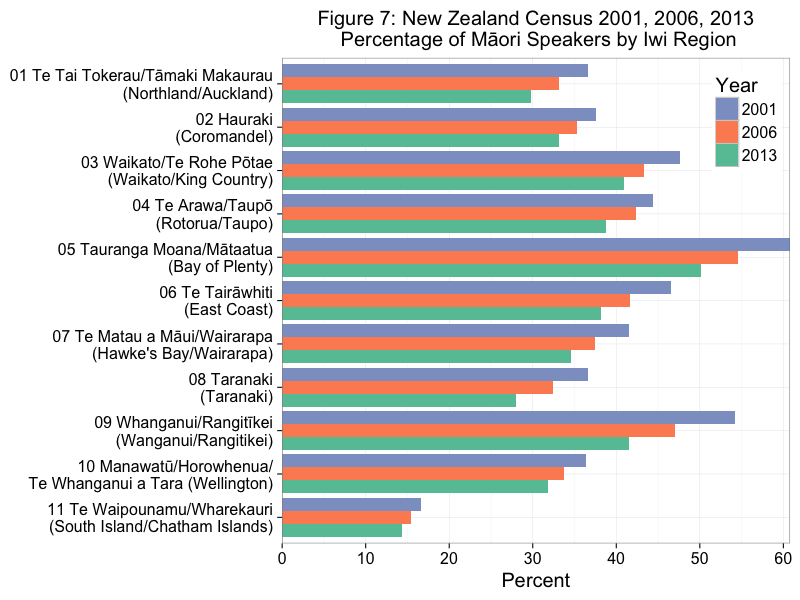 Figure 7: New Zealand Census 2001, 2006, 2013
Percentage of Māori Speakers by Iwi Region
01 Te Tai Tokerau/Tāmaki Makaurau
(Northland/Auckland)
02 Hauraki
(Coromandel)
03 Waikato/Te Rohe Pōtae
(Waikato/King Country)
04 Te Arawa/Taupō
(Rotorua/Taupo)
05 Tauranga Moana/Mātaatua
(Bay of Plenty)
06 Te Tairāwhiti
(East Coast)
07 Te Matau a Māui/Wairarapa
(Hawke's Bay/Wairarapa)
08 Taranaki
(Taranaki)
09 Whanganui/Rangitīkei
(Wanganui/Rangitikei)
10 Manawatū/Horowhenua/
Te Whanganui a Tara (Wellington)
11 Te Waipounamu/Wharekauri
(South Island/Chatham Islands)
Year
2001
2006
2013
0 10 20 30 40 50 60
Percent